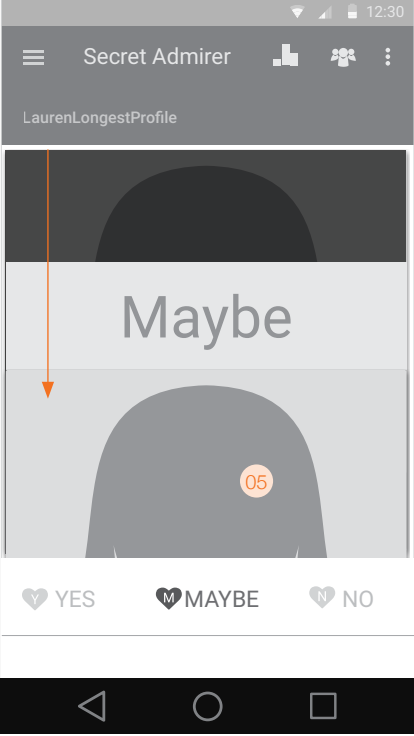 12:30
Secret Admirer
LaurenLongestProfile
Maybe
05
Y YES M MAYBE N NO